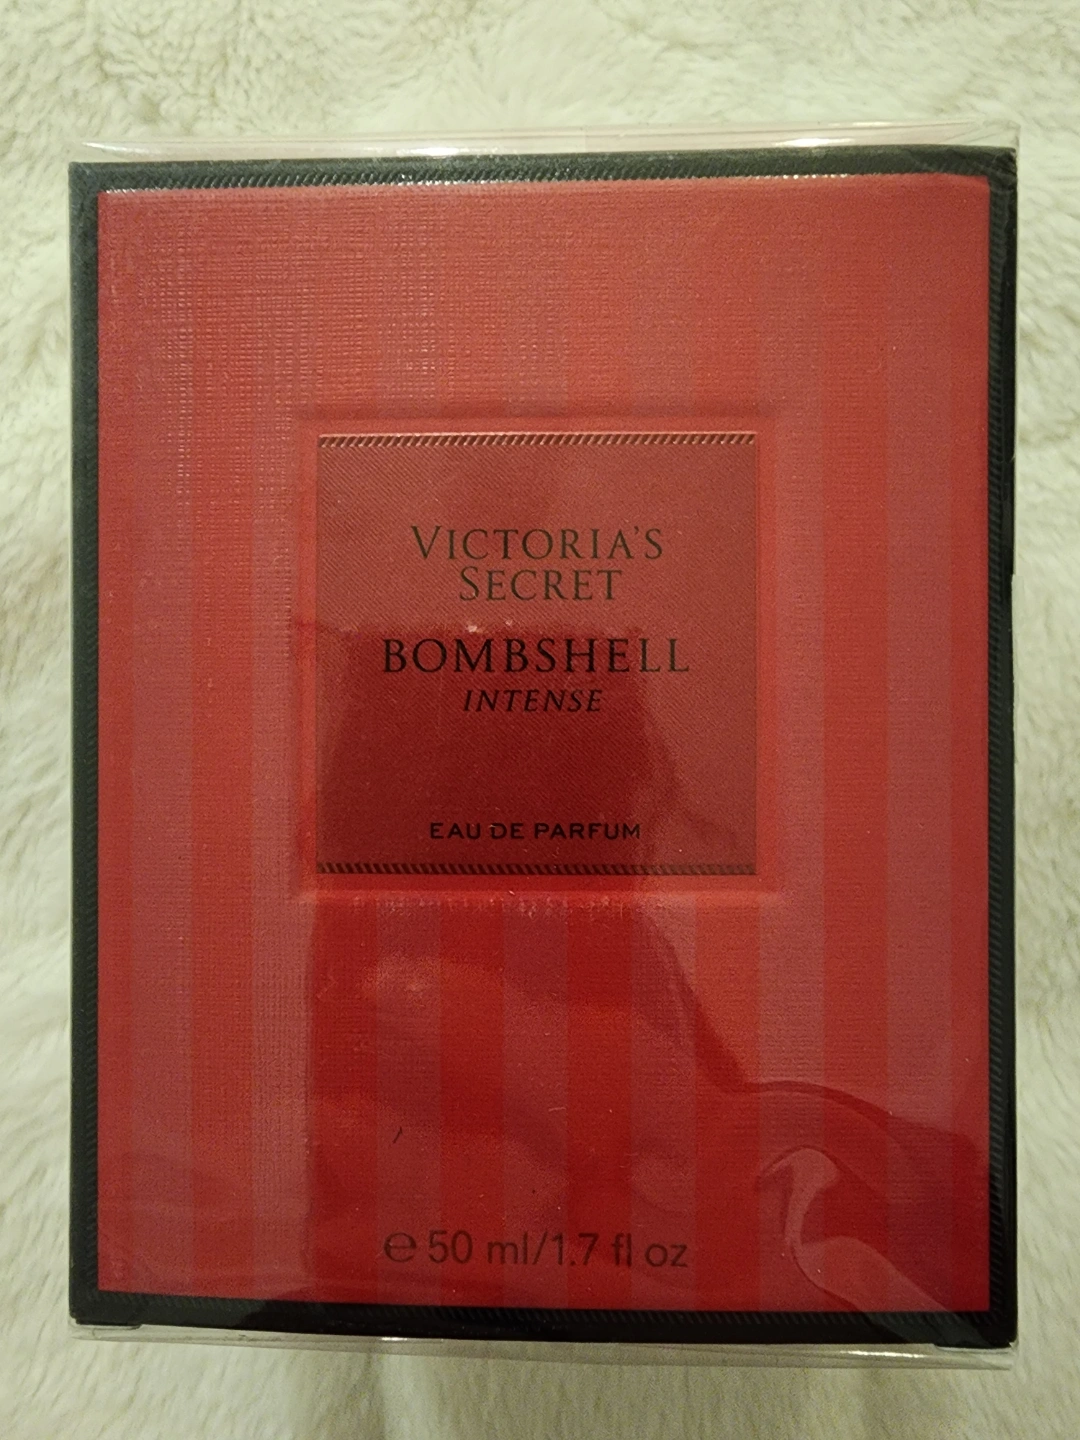 VICTORIA'S
SECRET
BOMBSHELL
INTENSE
EAU DE PARFUM
℮ 50 ml/1.7 fl oz